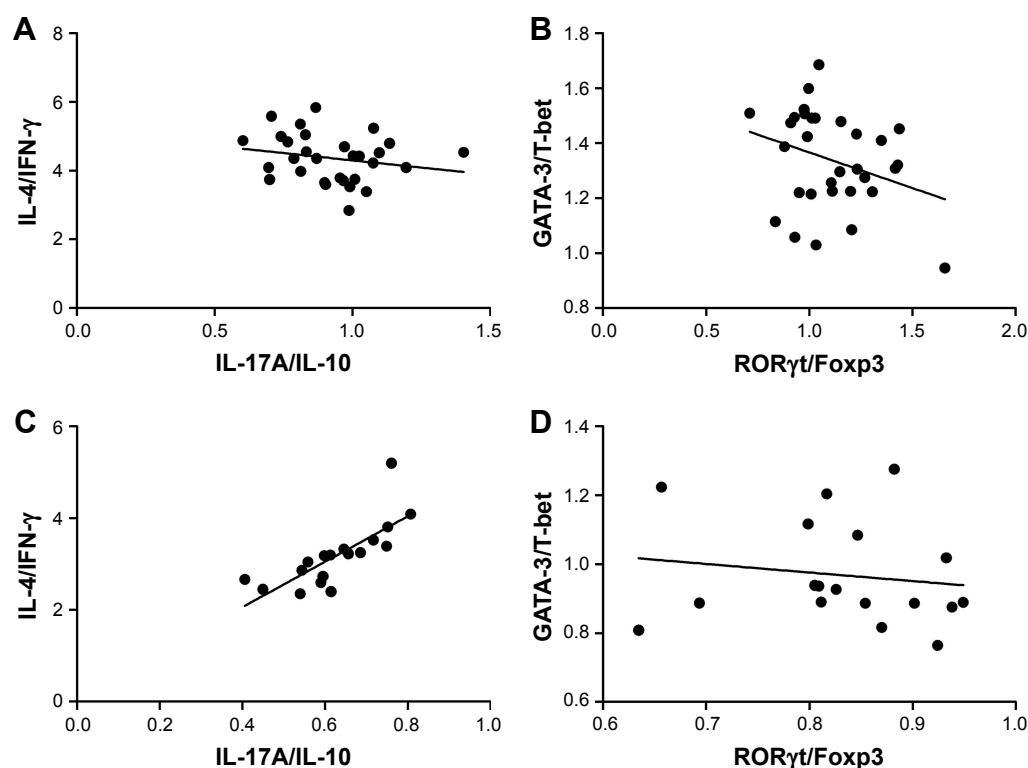 A
8
6
4
2
0
IL-4/IFN-γ
0.0 0.5 1.0 1.5
IL-17A/IL-10
B
1.8
1.6
1.4
1.2
1.0
0.8
GATA-3/T-bet
0.0 0.5 1.0 1.5 2.0
RORγt/Foxp3
C
6
4
2
0
IL-4/IFN-γ
0.0 0.2 0.4 0.6 0.8 1.0
IL-17A/IL-10
D
1.4
1.2
1.0
0.8
0.6
GATA-3/T-bet
0.6 0.7 0.8 0.9 1.0
RORγt/Foxp3